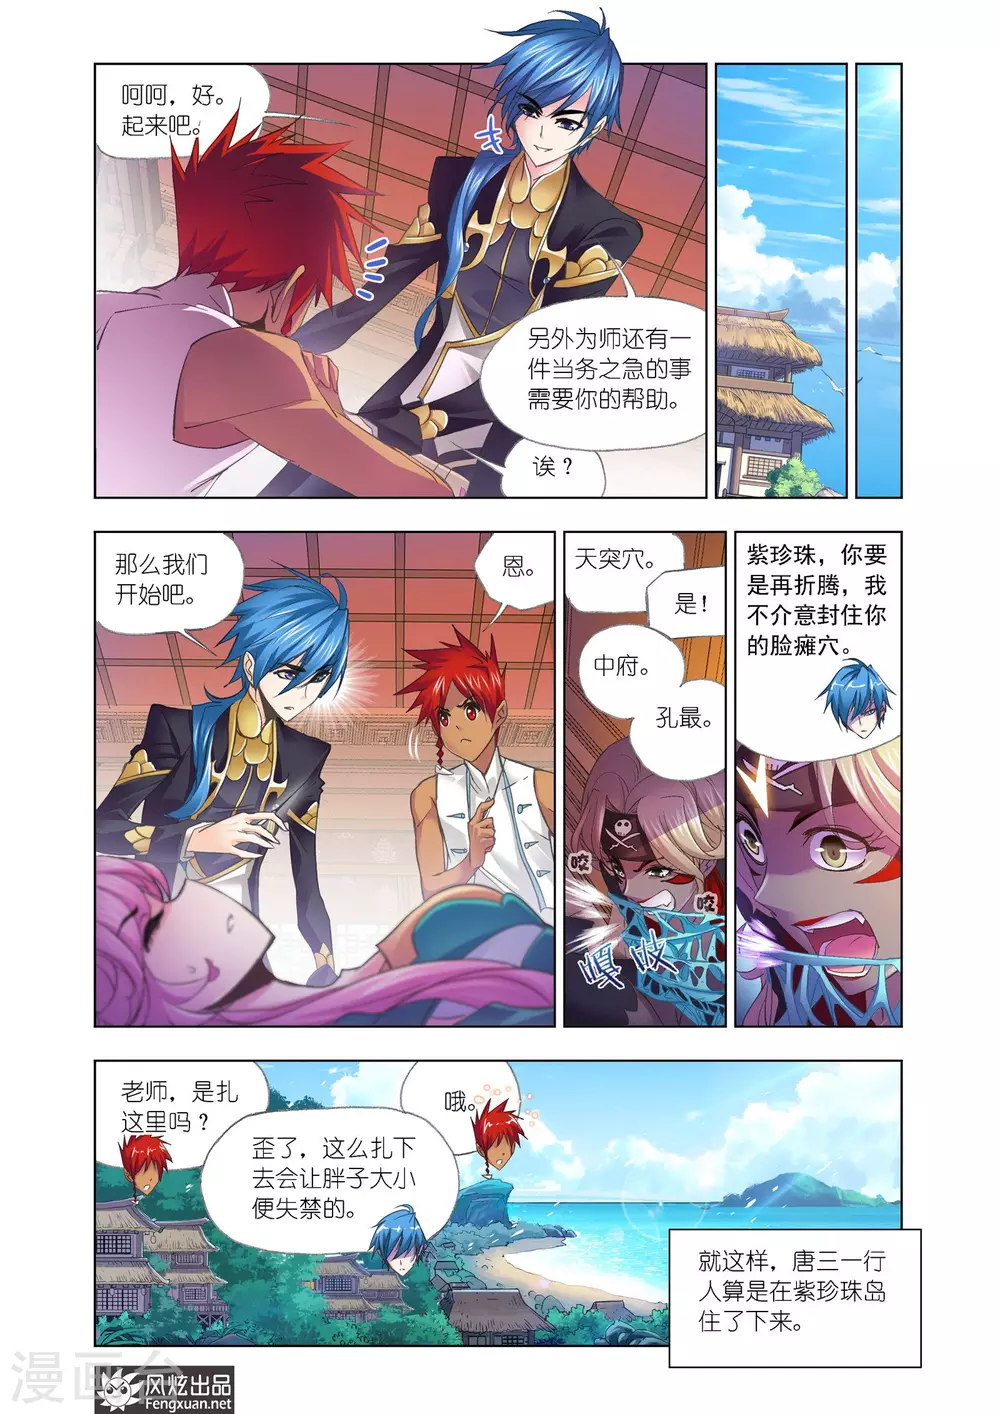 呵呵，好。
起来吧。
另外为师还有一
件当务之急的事
需要你的帮助。
诶？
那么我们
开始吧。
恩。
天突穴。
是！
中府。
孔最。
咬
咬
嘎吱
紫珍珠，你要
是再折腾，我
不介意封住你
的脸瘫穴。
老师，是扎
这里吗？
歪了，这么扎下
去会让胖子大小
便失禁的。
哦。
就这样，唐三一行
人算是在紫珍珠岛
住了下来。
漫画台
风炫出品
Fengxuan.net